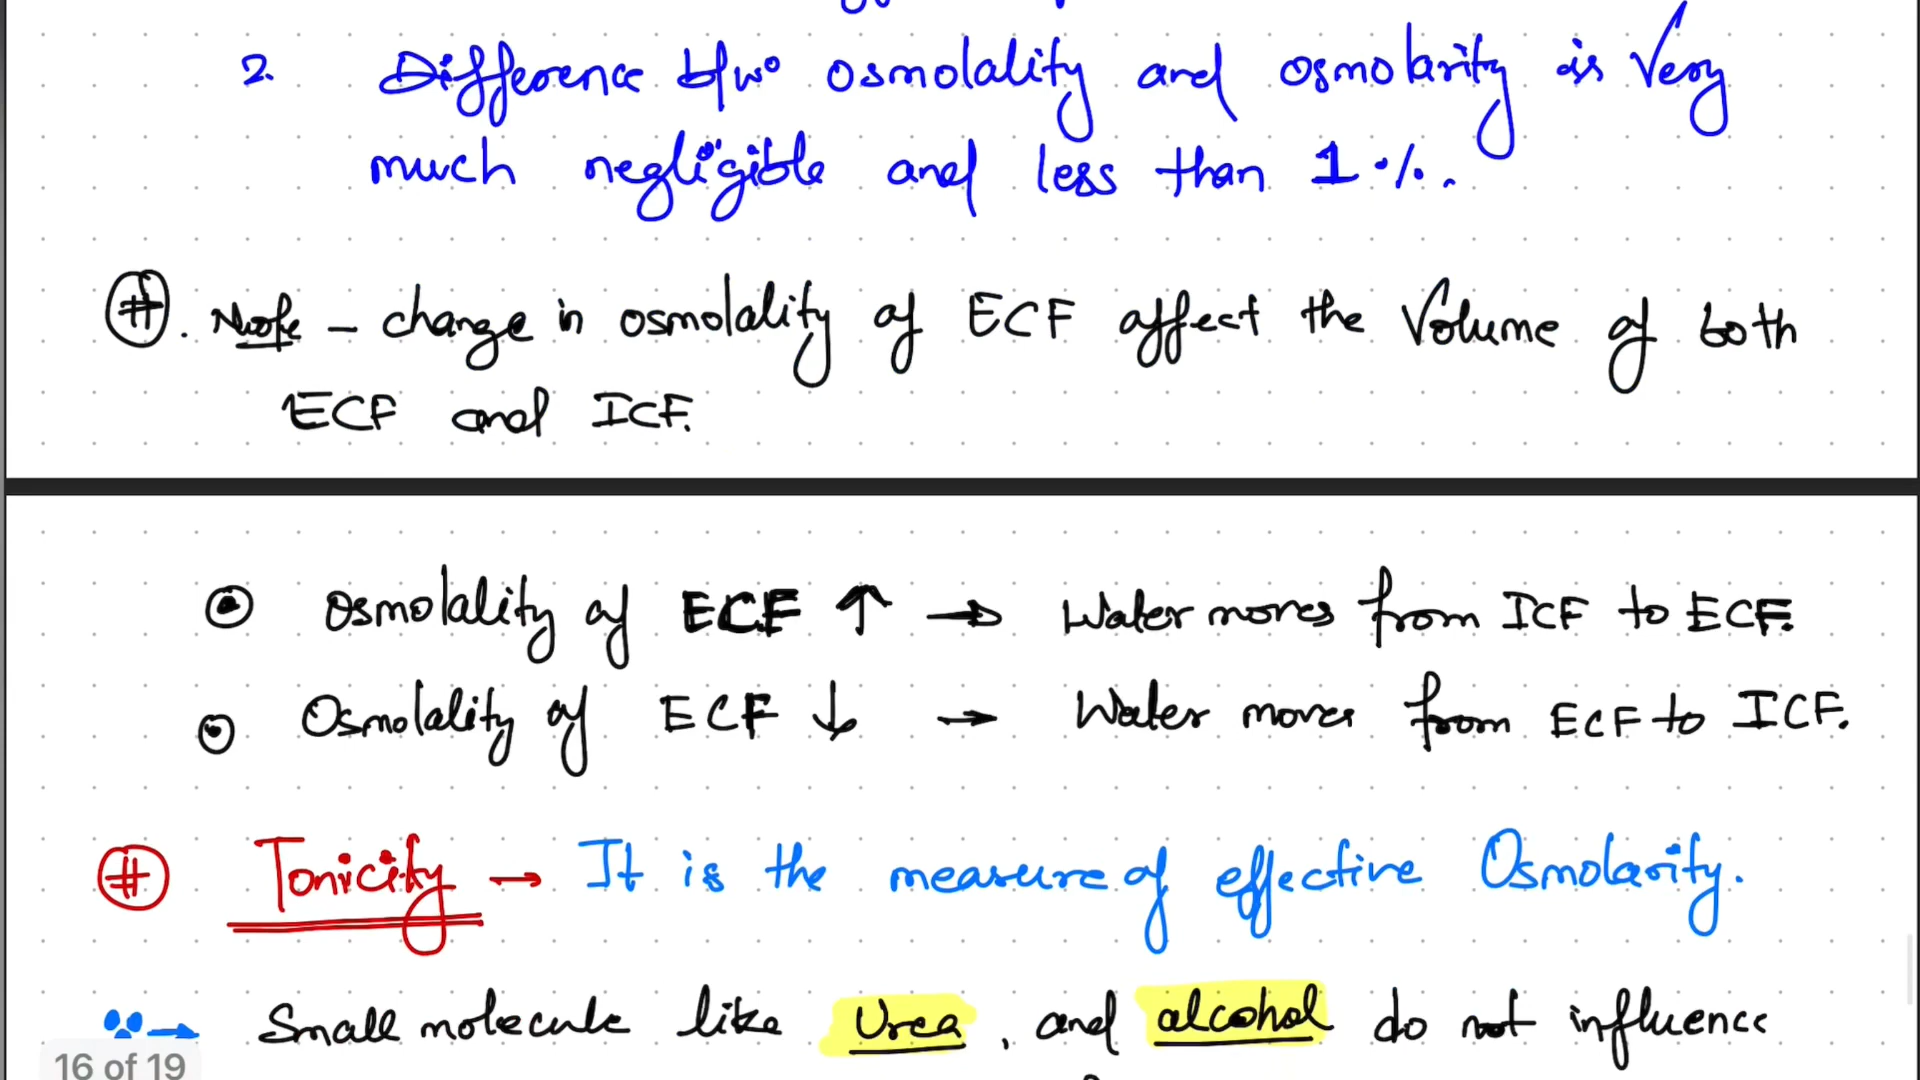 2. Difference b/wo osmolality and osmolarity is Very
much negligible and less than 1%.
#. Note - change in osmolality of ECF affect the Volume of both
ECF and ICF.
Osmolality of ECF ↑ → Water moves from ICF to ECF.
Osmolality of ECF ↓ → Water moves from ECF to ICF.
# Tonicity → It is the measure of effective Osmolarity.
→ Small molecule like Urea, and alcohol do not influence
16 of 19